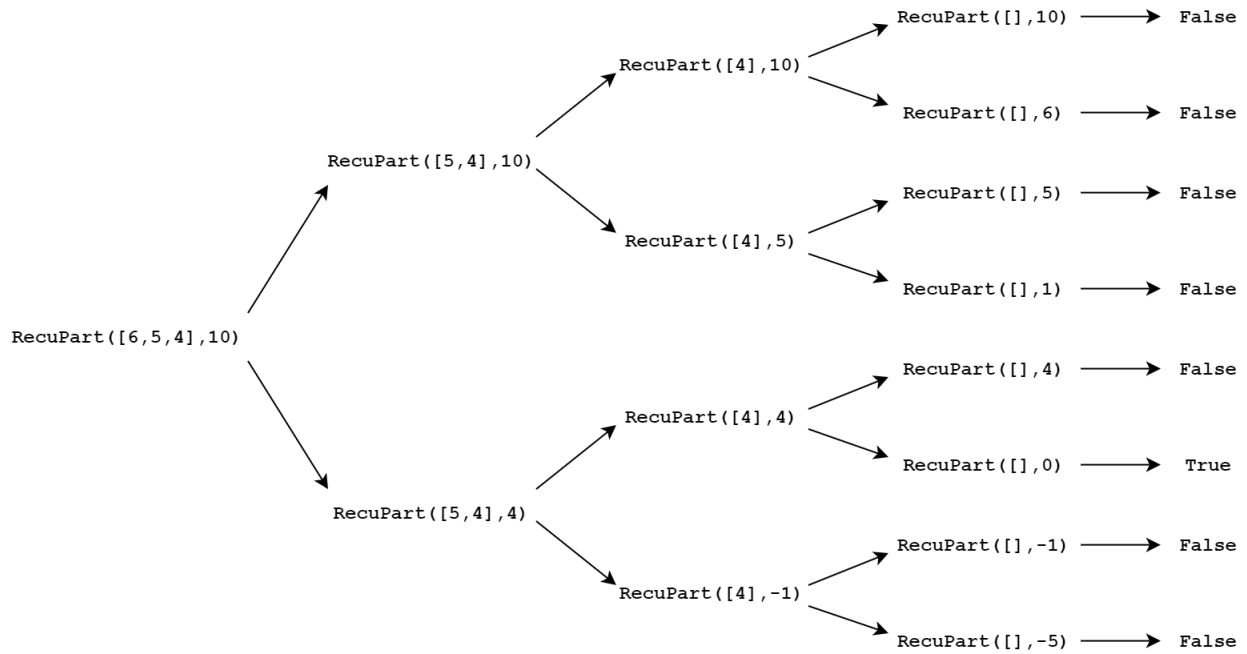 RecuPart([],10) False
RecuPart([4],10)
RecuPart([],6) False
RecuPart([5,4],10)
RecuPart([],5) False
RecuPart([4],5)
RecuPart([],1) False
RecuPart([6,5,4],10)
RecuPart([],4) False
RecuPart([4],4)
RecuPart([],0) True
RecuPart([5,4],4)
RecuPart([],-1) False
RecuPart([4],-1)
RecuPart([],-5) False